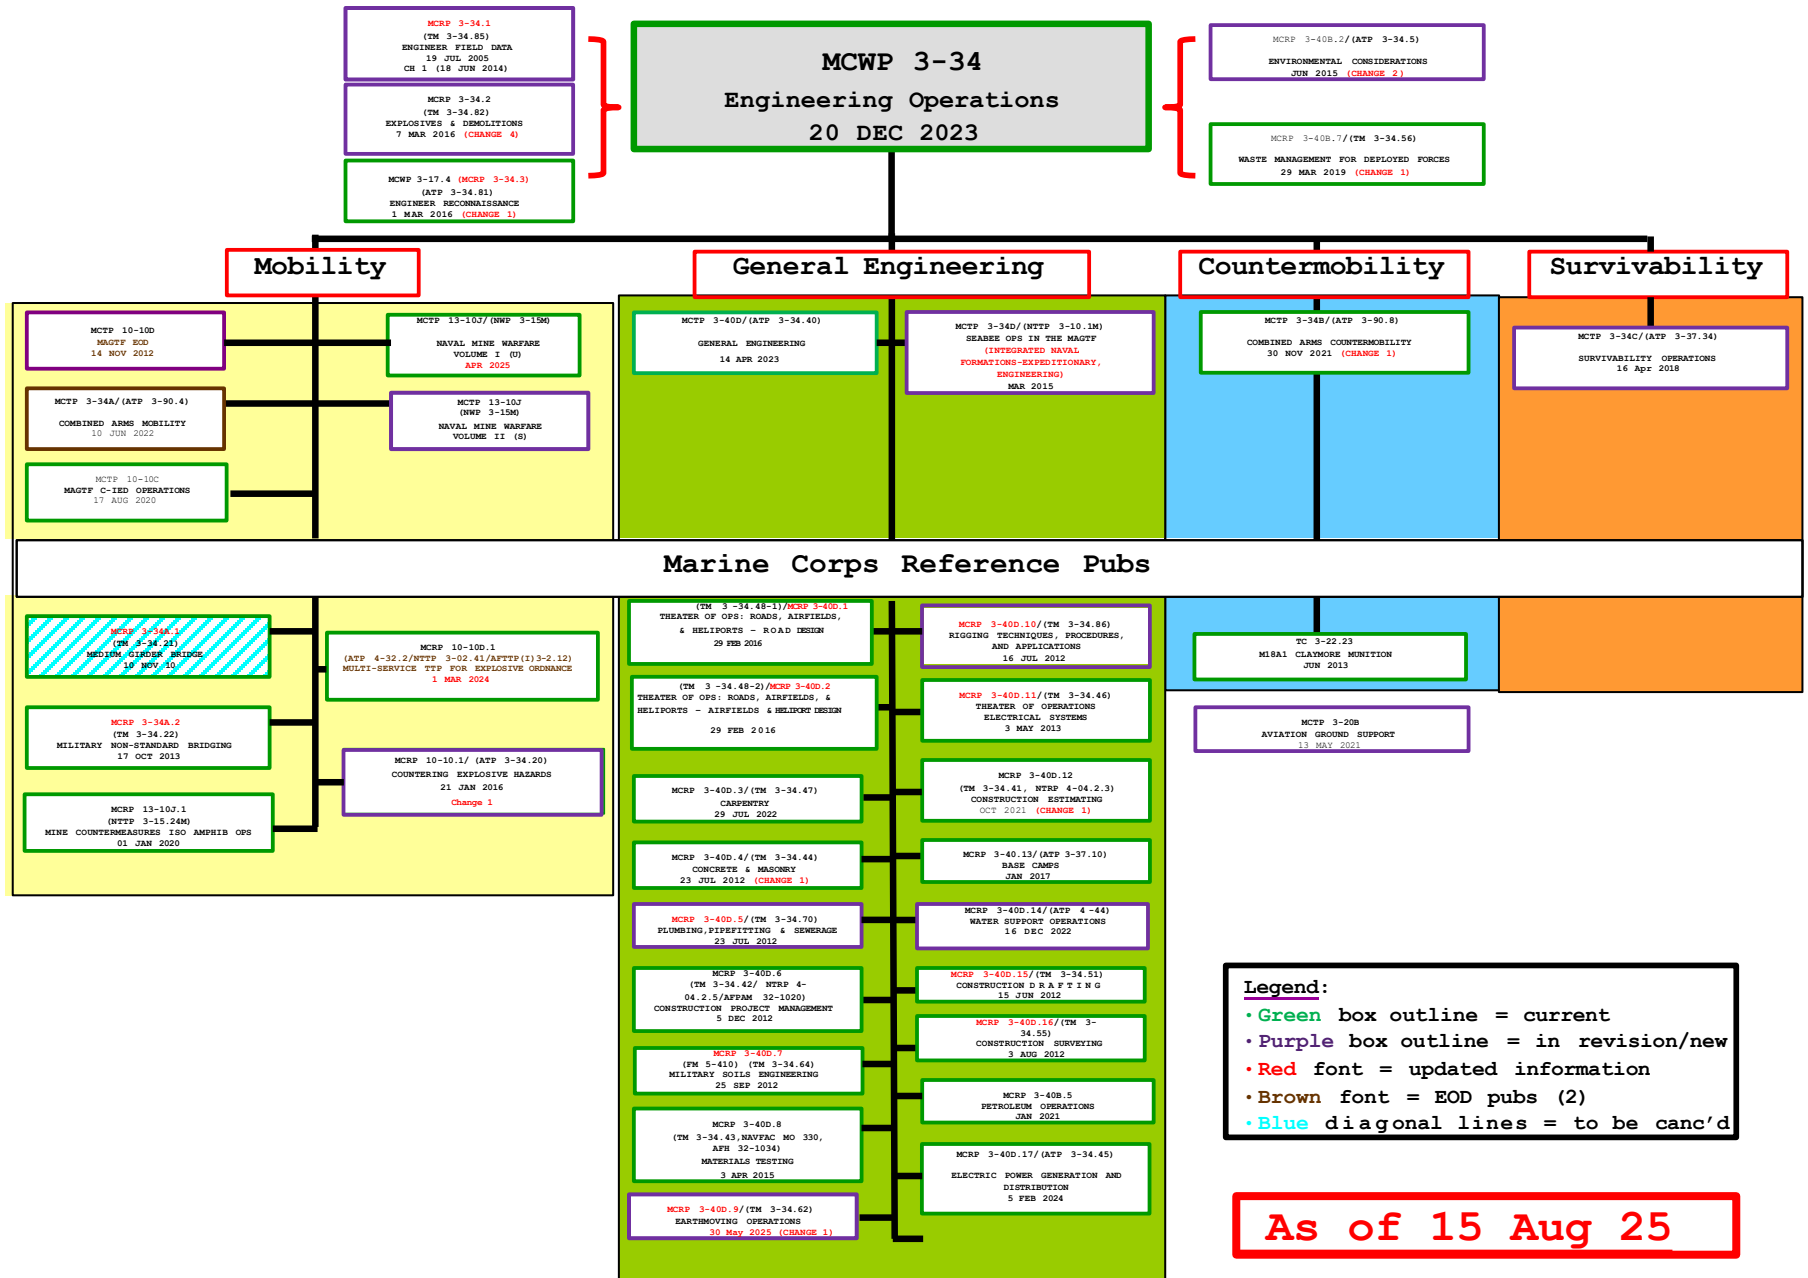 MCRP 3-34.1
(TM 3-34.85)
ENGINEER FIELD DATA
19 JUL 2005
CH 1 (18 JUN 2014)
MCRP 3-34.2
(TM 3-34.82)
EXPLOSIVES & DEMOLITIONS
7 MAR 2016 (CHANGE 4)
MCWP 3-17.4 (MCRP 3-34.3)
(ATP 3-34.81)
ENGINEER RECONNAISSANCE
1 MAR 2016 (CHANGE 1)
MCWP 3-34
Engineering Operations
20 DEC 2023
MCRP 3-40B.2/(ATP 3-34.5)
ENVIRONMENTAL CONSIDERATIONS
JUN 2015 (CHANGE 2)
MCRP 3-40B.7/(TM 3-34.56)
WASTE MANAGEMENT FOR DEPLOYED FORCES
29 MAR 2019 (CHANGE 1)
Mobility
General Engineering
Countermobility
Survivability
MCTP 10-10D
MAGTF EOD
14 NOV 2012
MCTP 13-10J/(NWP 3-15M)
NAVAL MINE WARFARE
VOLUME I (U)
APR 2025
MCTP 3-34A/(ATP 3-90.4)
COMBINED ARMS MOBILITY
10 JUN 2022
MCTP 13-10J
(NWP 3-15M)
NAVAL MINE WARFARE
VOLUME II (S)
MCTP 10-10C
MAGTF C-IED OPERATIONS
17 AUG 2020
MCTP 3-40D/(ATP 3-34.40)
GENERAL ENGINEERING
14 APR 2023
MCTP 3-34D/(NTTP 3-10.1M)
SEABEE OPS IN THE MAGTF
(INTEGRATED NAVAL
FORMATIONS-EXPEDITIONARY,
ENGINEERING)
MAR 2015
MCTP 3-34B/(ATP 3-90.8)
COMBINED ARMS COUNTERMOBILITY
30 NOV 2021 (CHANGE 1)
MCTP 3-34C/(ATP 3-37.34)
SURVIVABILITY OPERATIONS
16 Apr 2018
Marine Corps Reference Pubs
MCRP 3-34A.1
(TM 3-34.21)
MEDIUM GIRDER BRIDGE
10 NOV 10
MCRP 10-10D.1
(ATP 4-32.2/NTTP 3-02.41/AFTTP(I)3-2.12)
MULTI-SERVICE TTP FOR EXPLOSIVE ORDNANCE
1 MAR 2024
MCRP 3-34A.2
(TM 3-34.22)
MILITARY NON-STANDARD BRIDGING
17 OCT 2013
MCRP 10-10.1/ (ATP 3-34.20)
COUNTERING EXPLOSIVE HAZARDS
21 JAN 2016
Change 1
MCRP 13-10J.1
(NTTP 3-15.24M)
MINE COUNTERMEASURES ISO AMPHIB OPS
01 JAN 2020
(TM 3 -34.48-1)/MCRP 3-40D.1
THEATER OF OPS: ROADS, AIRFIELDS,
& HELIPORTS – ROAD DESIGN
29 FEB 2016
(TM 3 -34.48-2)/MCRP 3-40D.2
THEATER OF OPS: ROADS, AIRFIELDS, &
HELIPORTS – AIRFIELDS & HELIPORT DESIGN
29 FEB 2016
MCRP 3-40D.3/(TM 3-34.47)
CARPENTRY
29 JUL 2022
MCRP 3-40D.4/(TM 3-34.44)
CONCRETE & MASONRY
23 JUL 2012 (CHANGE 1)
MCRP 3-40D.5/(TM 3-34.70)
PLUMBING,PIPEFITTING & SEWERAGE
23 JUL 2012
MCRP 3-40D.6
(TM 3-34.42/ NTRP 4-
04.2.5/AFPAM 32-1020)
CONSTRUCTION PROJECT MANAGEMENT
5 DEC 2012
MCRP 3-40D.7
(FM 5-410) (TM 3-34.64)
MILITARY SOILS ENGINEERING
25 SEP 2012
MCRP 3-40D.8
(TM 3-34.43,NAVFAC MO 330,
AFH 32-1034)
MATERIALS TESTING
3 APR 2015
MCRP 3-40D.9/(TM 3-34.62)
EARTHMOVING OPERATIONS
30 May 2025 (CHANGE 1)
MCRP 3-40D.10/(TM 3-34.86)
RIGGING TECHNIQUES, PROCEDURES,
AND APPLICATIONS
16 JUL 2012
MCRP 3-40D.11/(TM 3-34.46)
THEATER OF OPERATIONS
ELECTRICAL SYSTEMS
3 MAY 2013
MCRP 3-40D.12
(TM 3-34.41, NTRP 4-04.2.3)
CONSTRUCTION ESTIMATING
OCT 2021 (CHANGE 1)
MCRP 3-40.13/(ATP 3-37.10)
BASE CAMPS
JAN 2017
MCRP 3-40D.14/(ATP 4 -44)
WATER SUPPORT OPERATIONS
16 DEC 2022
MCRP 3-40D.15/(TM 3-34.51)
CONSTRUCTION D R A F T I N G
15 JUN 2012
MCRP 3-40D.16/(TM 3-
34.55)
CONSTRUCTION SURVEYING
3 AUG 2012
MCRP 3-40B.5
PETROLEUM OPERATIONS
JAN 2021
MCRP 3-40D.17/(ATP 3-34.45)
ELECTRIC POWER GENERATION AND
DISTRIBUTION
5 FEB 2024
TC 3-22.23
M18A1 CLAYMORE MUNITION
JUN 2013
MCTP 3-20B
AVIATION GROUND SUPPORT
13 MAY 2021
Legend:
• Green box outline = current
• Purple box outline = in revision/new
• Red font = updated information
• Brown font = EOD pubs (2)
• Blue diagonal lines = to be canc’d
As of 15 Aug 25